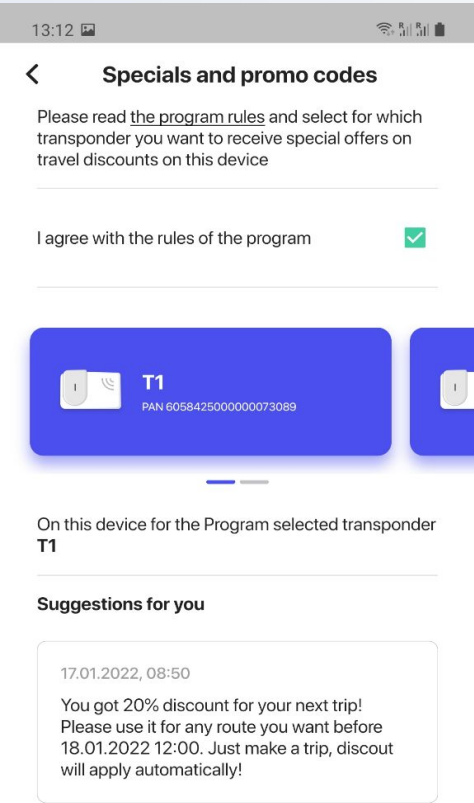 13:12
Specials and promo codes
Please read the program rules and select for which
transponder you want to receive special offers on
travel discounts on this device
I agree with the rules of the program
T1
PAN 6058425000000073089
On this device for the Program selected transponder
T1
Suggestions for you
17.01.2022, 08:50
You got 20% discount for your next trip!
Please use it for any route you want before
18.01.2022 12:00. Just make a trip, discout
will apply automatically!